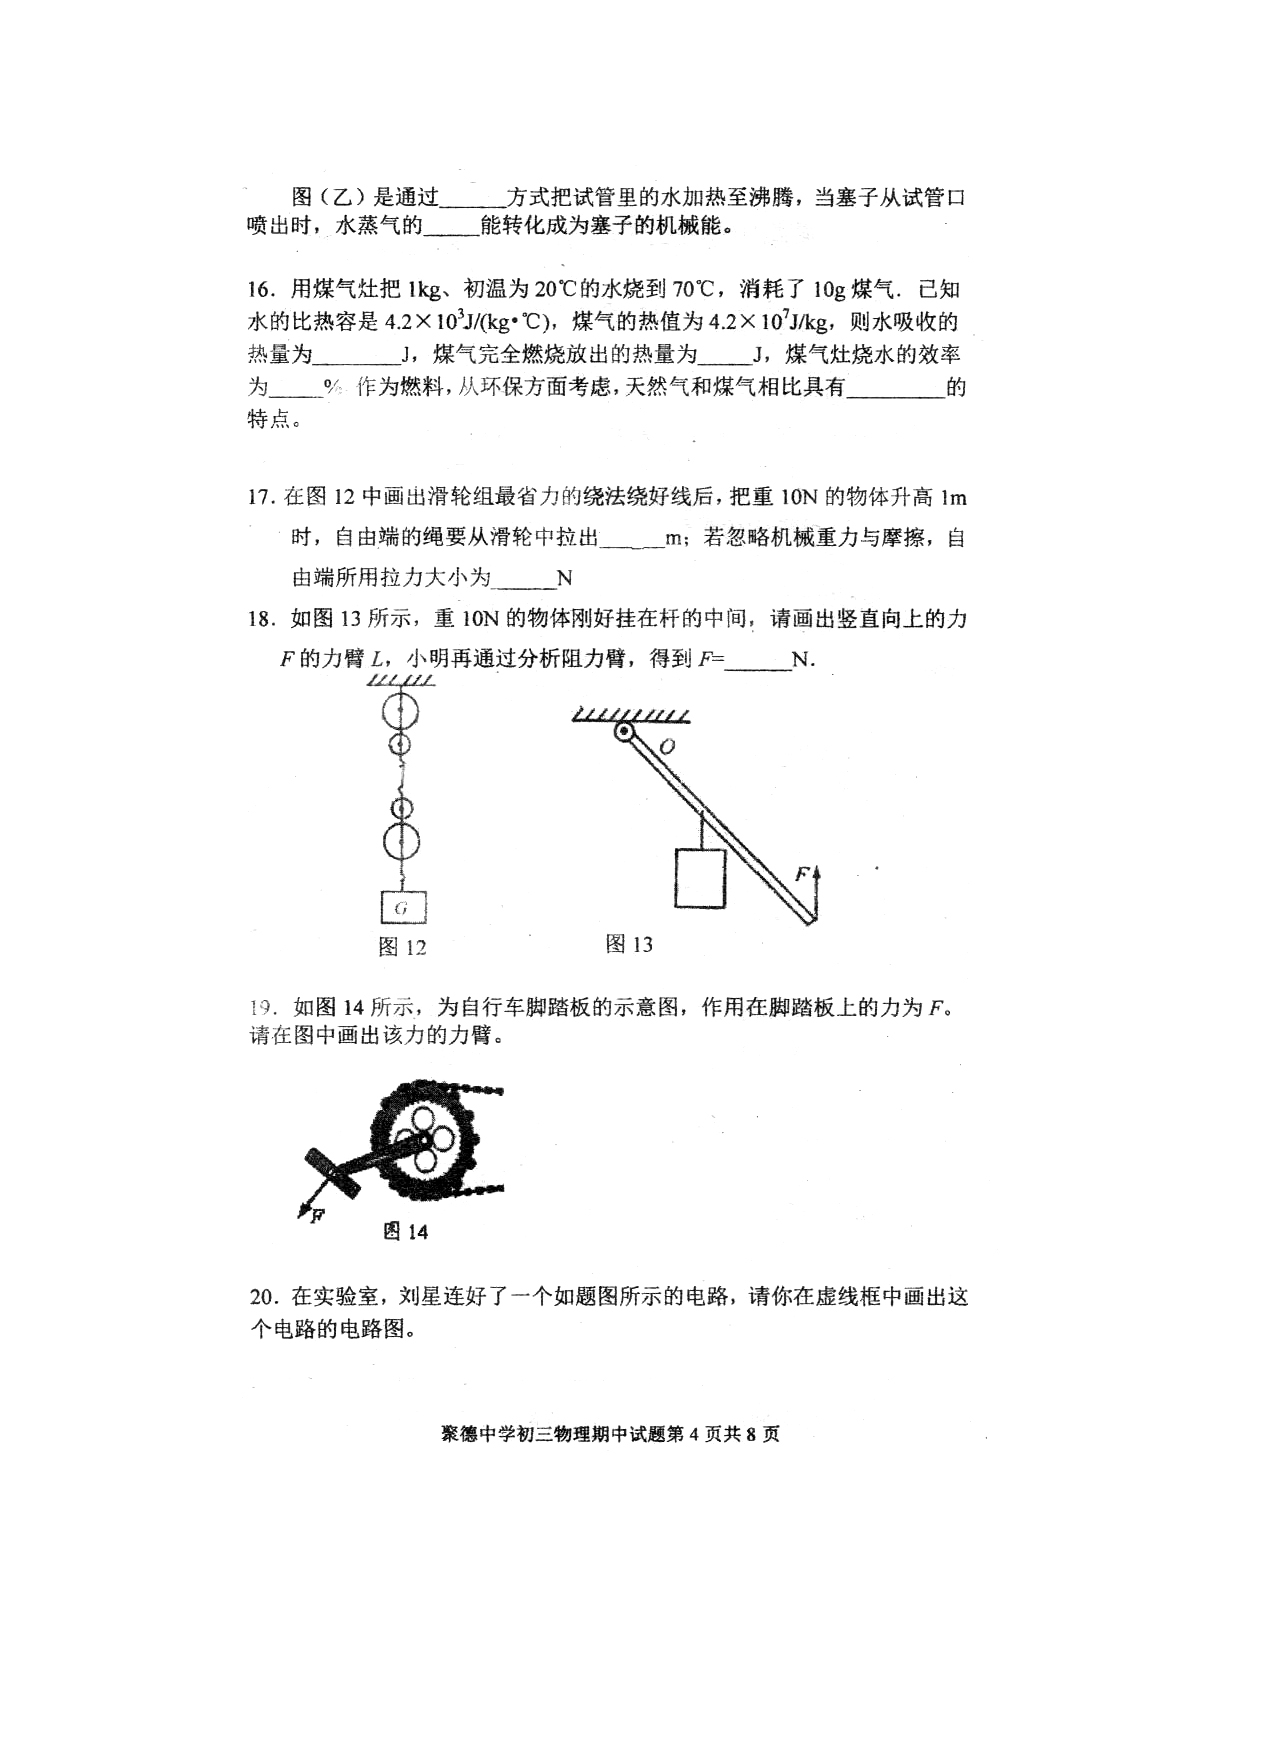 图(乙)是通过______方式把试管里的水加热至沸腾，当塞子从试管口
喷出时，水蒸气的_____能转化成为塞子的机械能。
16．用煤气灶把 1kg、初温为 20℃的水烧到 70℃，消耗了 10g 煤气．已知
水的比热容是 4.2×10³J/(kg•℃)，煤气的热值为 4.2×10⁷J/kg，则水吸收的
热量为________J，煤气完全燃烧放出的热量为_____J，煤气灶烧水的效率
为_____% 作为燃料，从环保方面考虑，天然气和煤气相比具有_________的
特点。
17. 在图 12 中画出滑轮组最省力的绕法绕好线后，把重 10N 的物体升高 1m
时，自由端的绳要从滑轮中拉出______m；若忽略机械重力与摩擦，自
由端所用拉力大小为______N
18．如图 13 所示，重 10N 的物体刚好挂在杆的中间，请画出竖直向上的力
F 的力臂 L，小明再通过分析阻力臂，得到 F=______N．
O
F
G
图 12
图 13
19．如图 14 所示，为自行车脚踏板的示意图，作用在脚踏板上的力为 F。
请在图中画出该力的力臂。
F
图 14
20．在实验室，刘星连好了一个如题图所示的电路，请你在虚线框中画出这
个电路的电路图。
聚德中学初三物理期中试题第 4 页共 8 页